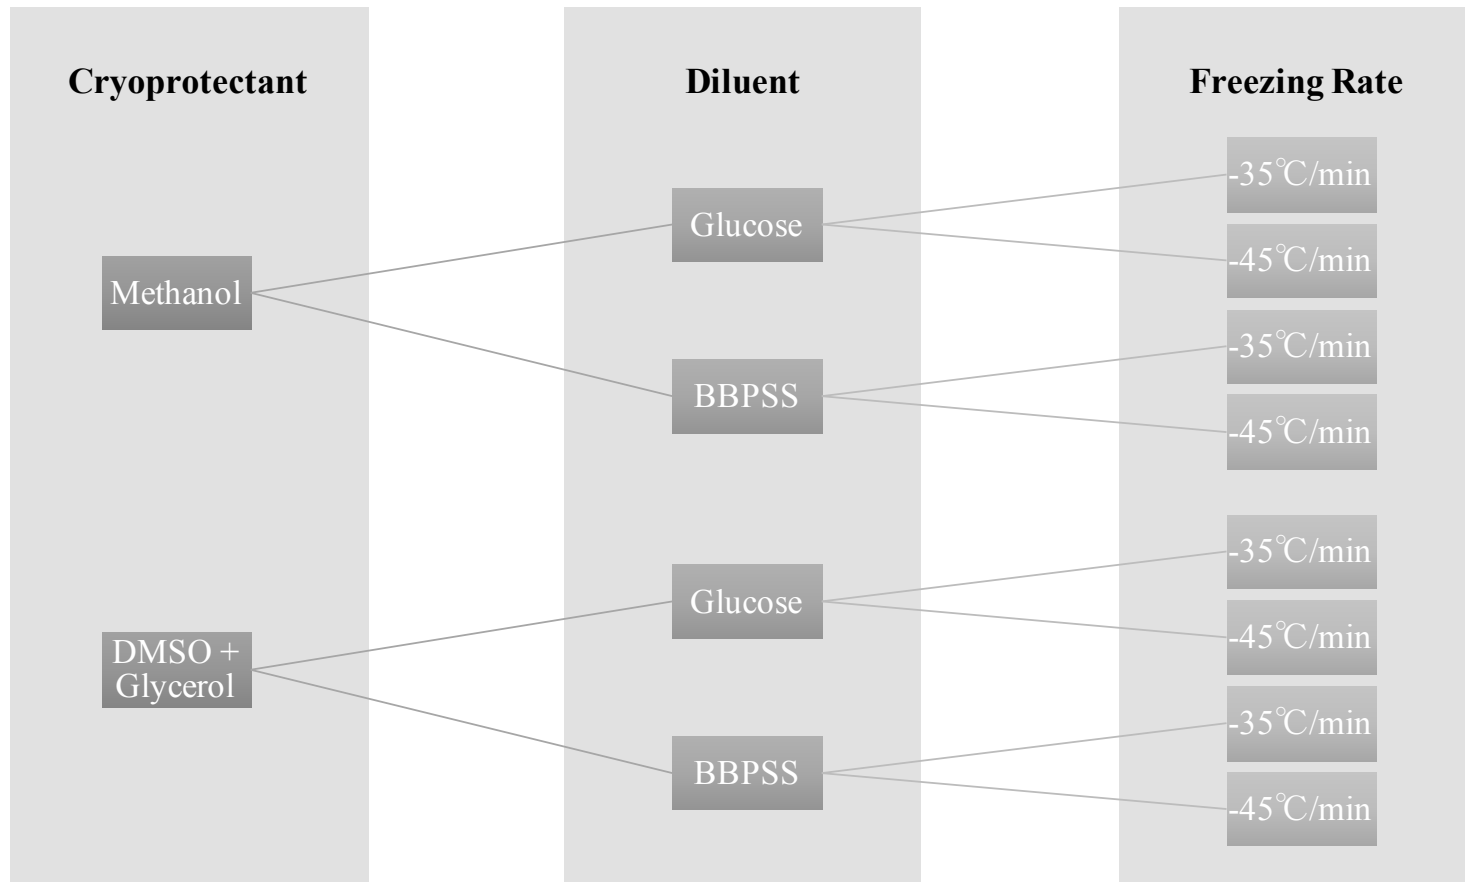 Cryoprotectant
Diluent
Freezing Rate
Methanol
Glucose
-35℃/min
-45℃/min
BBPSS
-35℃/min
-45℃/min
DMSO +
Glycerol
Glucose
-35℃/min
-45℃/min
BBPSS
-35℃/min
-45℃/min